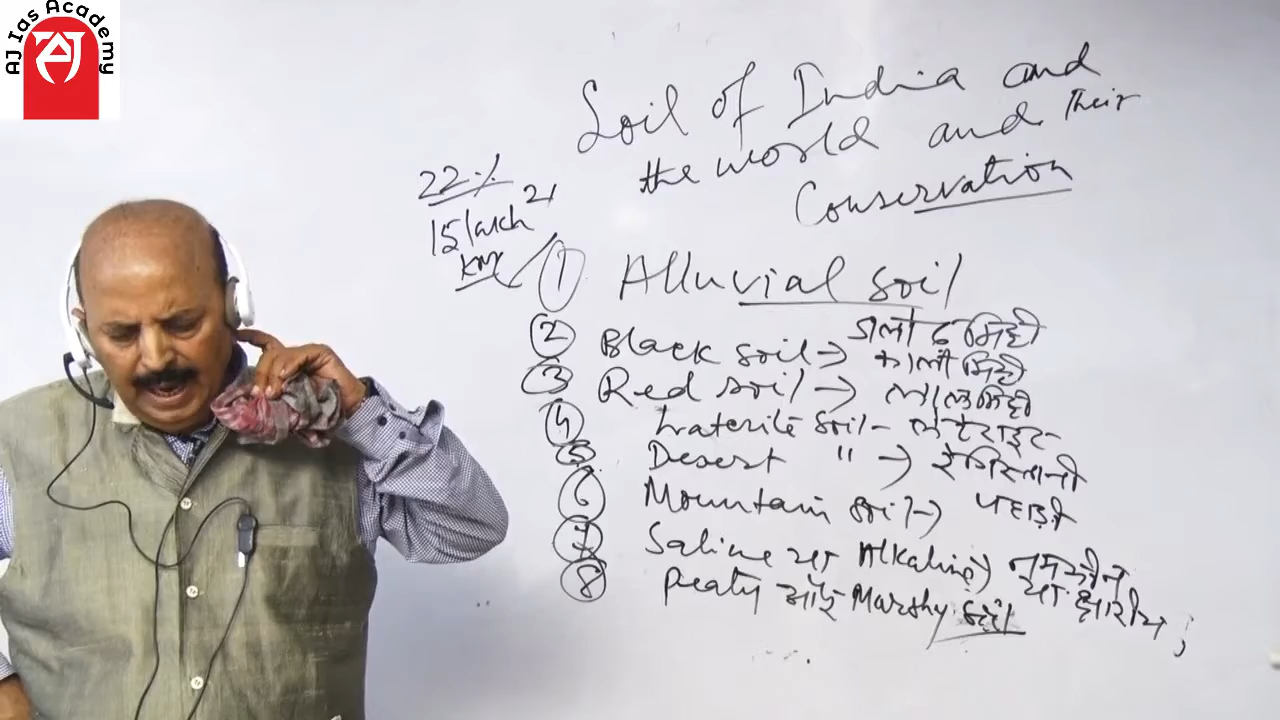 AJ Ias Academy
Soil of India and
the world and their
Conservation
22%
15 lakh
km
① Alluvial soil
मिट्टी
② Black soil → काली मिट्टी
③ Red soil → लाल मिट्टी
④ Laterite soil - लेटेराइट
⑤ Desert " → रेगिस्तानी
⑥ Mountain soil → पहाड़ी
⑦ Saline या Alkaline → नमकीन
या क्षारीय
⑧ Peaty और Marshy